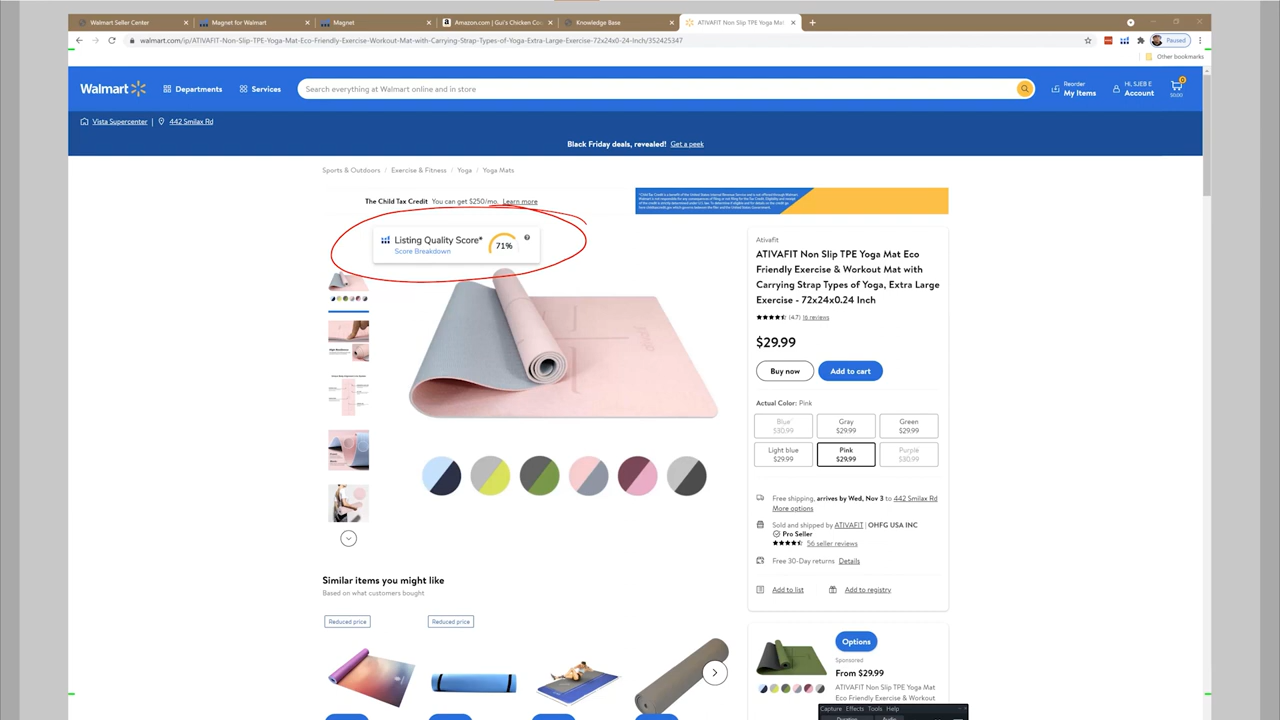 Walmart Seller Center
Magnet for Walmart
Magnet
Amazon.com | Gui's Chicken Coo
Knowledge Base
ATIVAFIT Non Slip TPE Yoga Mat
walmart.com/ip/ATIVAFIT-Non-Slip-TPE-Yoga-Mat-Eco-Friendly-Exercise-Workout-Mat-with-Carrying-Strap-Types-of-Yoga-Extra-Large-Exercise-72x24x0-24-Inch/352425347
Paused
Other bookmarks
Walmart
Departments
Services
Search everything at Walmart online and in store
Reorder
My Items
Hi, SJEB E
Account
0
$0.00
Vista Supercenter | 442 Smilax Rd
Black Friday deals, revealed! Get a peek
Sports & Outdoors / Exercise & Fitness / Yoga / Yoga Mats
The Child Tax Credit You can get $250/mo. Learn more
Listing Quality Score*
Score Breakdown
71%
Ativafit
ATIVAFIT Non Slip TPE Yoga Mat Eco
Friendly Exercise & Workout Mat with
Carrying Strap Types of Yoga, Extra Large
Exercise - 72x24x0.24 Inch
(4.7) 16 reviews
$29.99
Buy now
Add to cart
Actual Color: Pink
Blue
$30.99
Gray
$29.99
Green
$29.99
Light blue
$29.99
Pink
$29.99
Purple
$30.99
Free shipping, arrives by Wed, Nov 3 to 442 Smilax Rd
More options
Sold and shipped by ATIVAFIT | OHFG USA INC
Pro Seller
56 seller reviews
Free 30-Day returns Details
Add to list
Add to registry
Similar items you might like
Based on what customers bought
Reduced price
Reduced price
Options
Sponsored
From $29.99
ATIVAFIT Non Slip TPE Yoga Mat
Eco Friendly Exercise & Workout
Capture Effects Tools Help